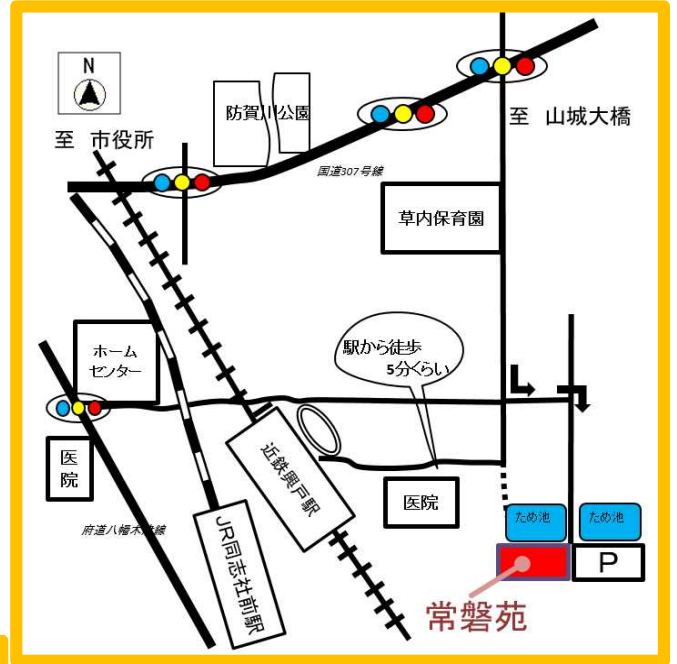 N
防賀川公園
至 市役所
至 山城大橋
国道307号線
草内保育園
ホーム
センター
駅から徒歩
5分くらい
医院
近鉄興戸駅
医院
府道八幡木津線
JR同志社前駅
ため池
ため池
P
常磐苑